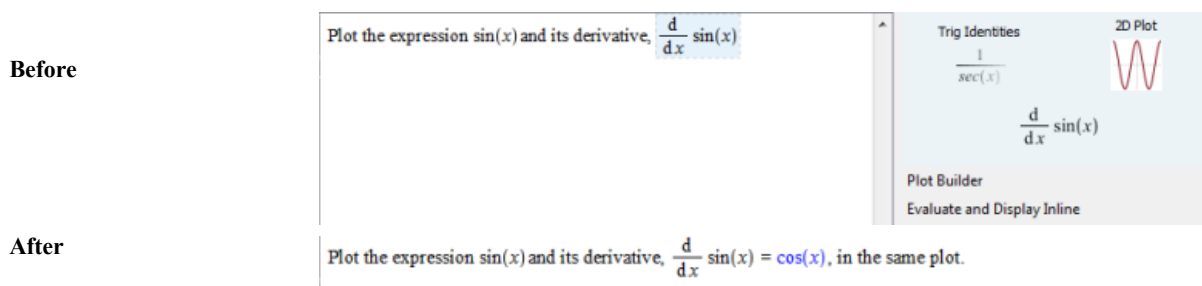 Plot the expression sin(x) and its derivative, d/dx sin(x)
Before
Trig Identities
1/sec(x)
2D Plot
d/dx sin(x)
Plot Builder
Evaluate and Display Inline
After
Plot the expression sin(x) and its derivative, d/dx sin(x) = cos(x), in the same plot.